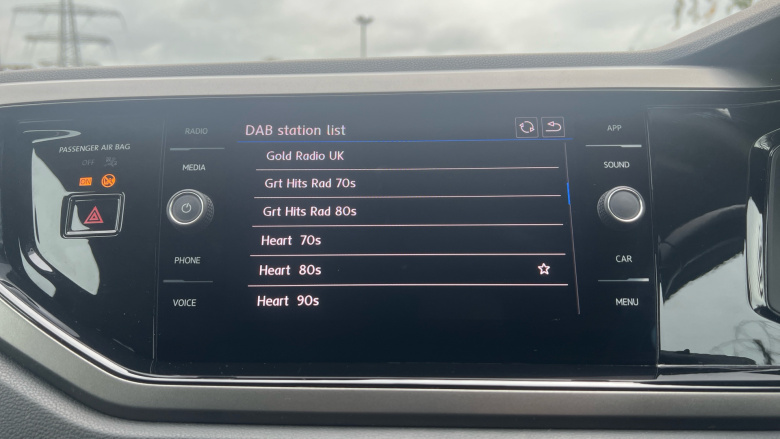 PASSENGER AIR BAG
OFF
ON
RADIO
MEDIA
PHONE
VOICE
DAB station list
Gold Radio UK
Grt Hits Rad 70s
Grt Hits Rad 80s
Heart 70s
Heart 80s
Heart 90s
APP
SOUND
CAR
MENU